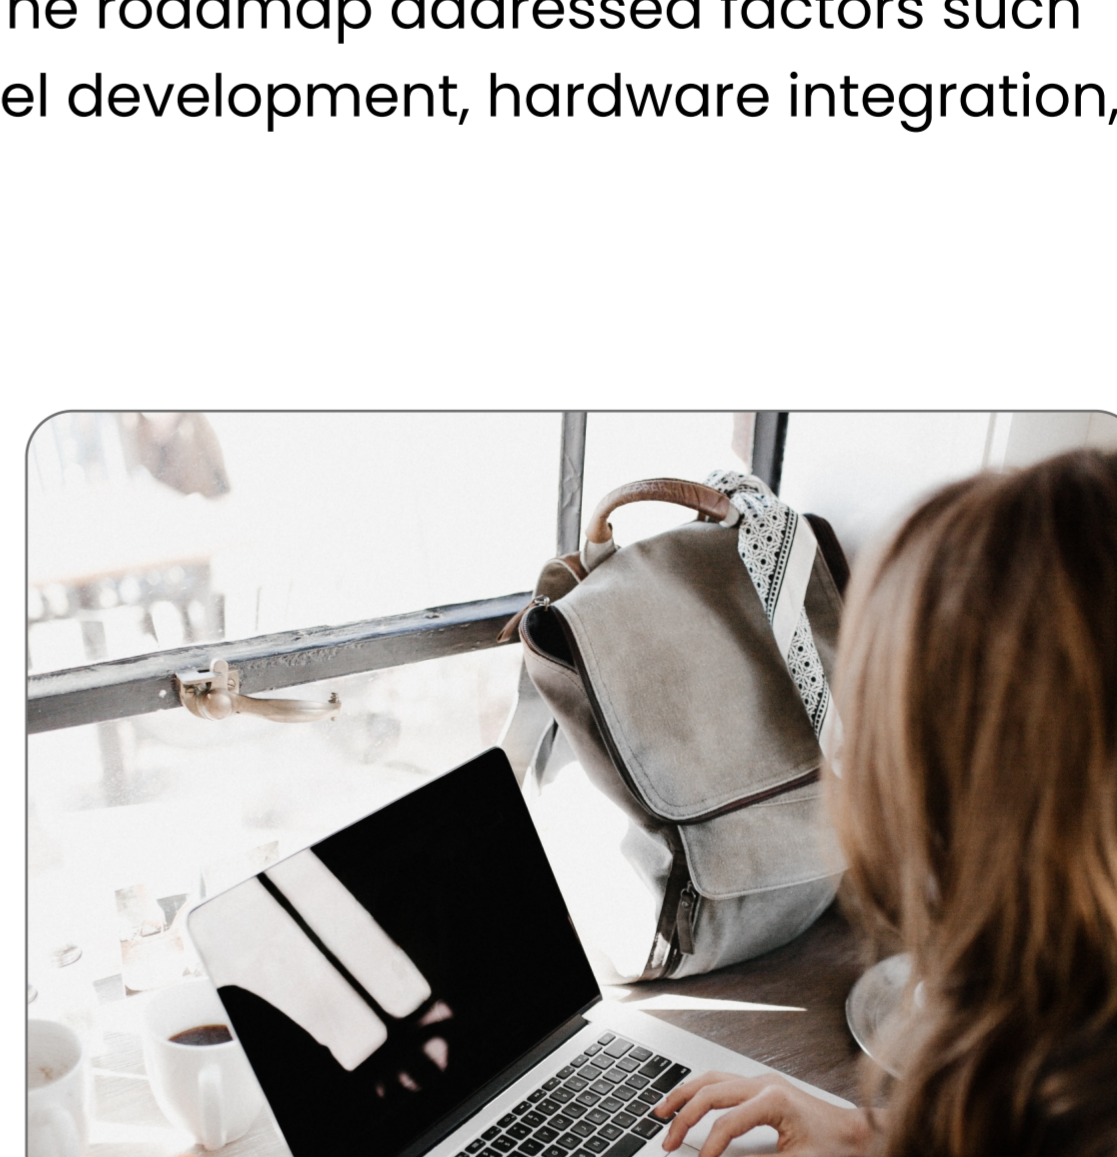 he roadmap addressed factors such
el development, hardware integration,